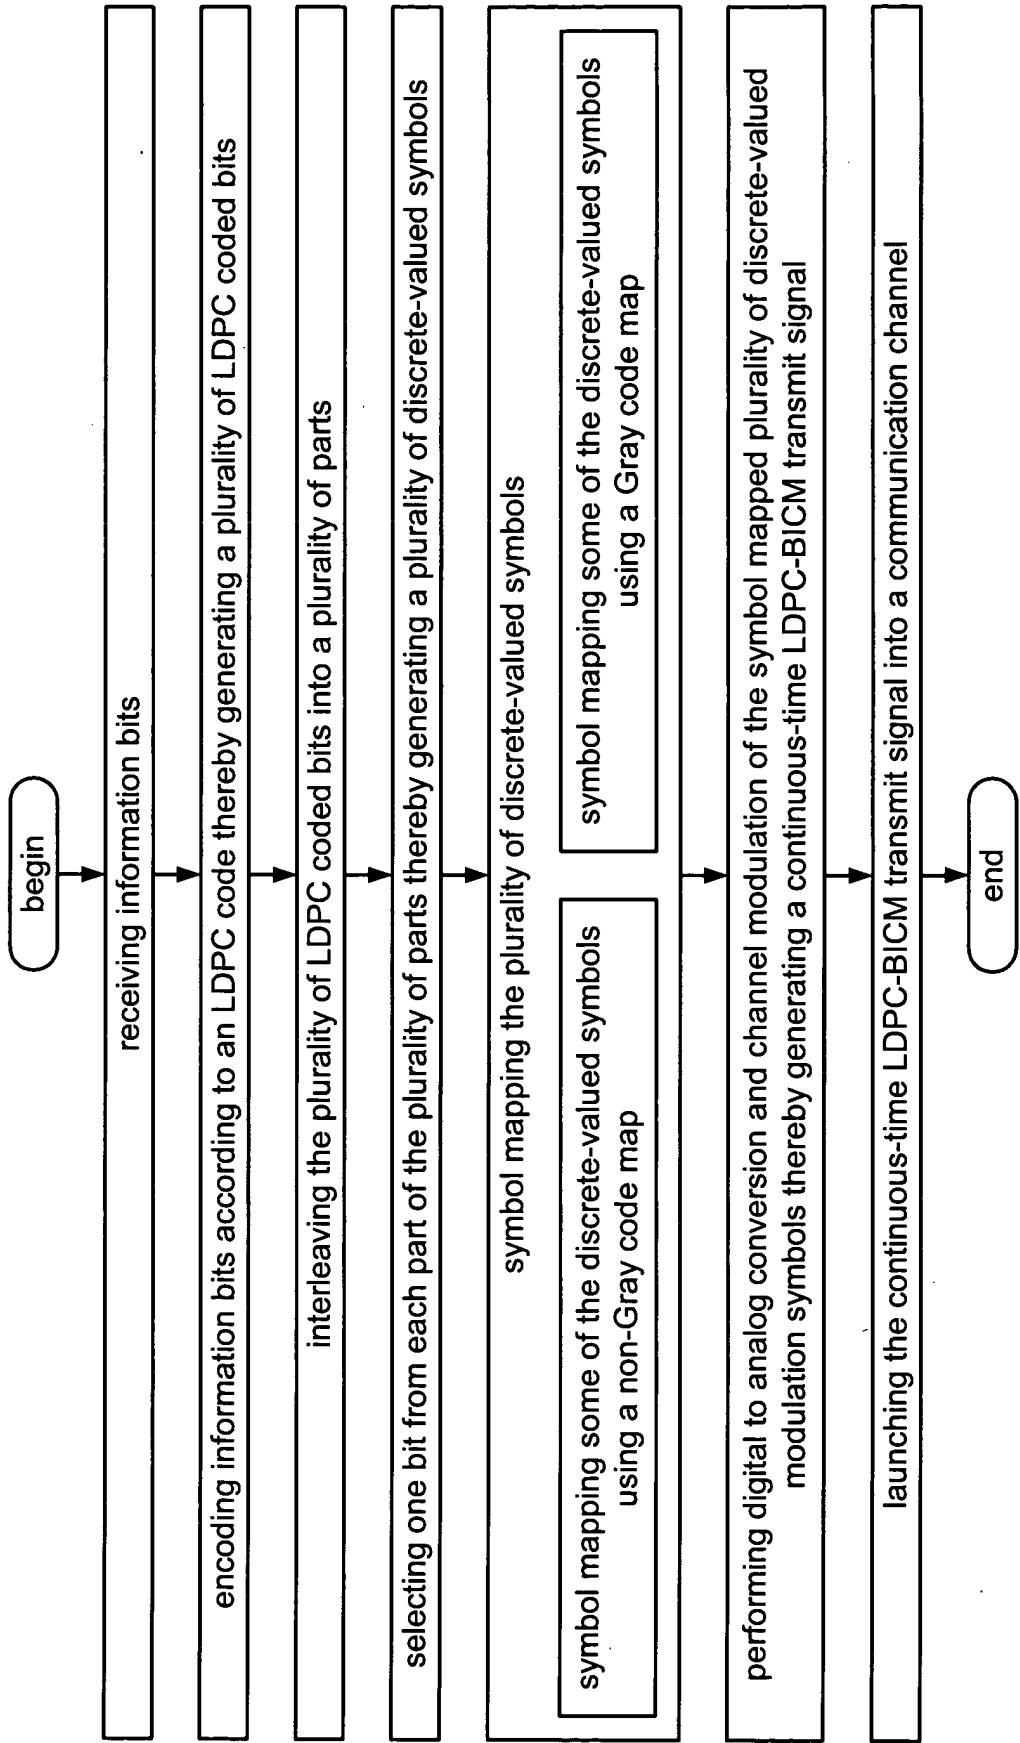 begin
receiving information bits
encoding information bits according to an LDPC code thereby generating a plurality of LDPC coded bits
interleaving the plurality of LDPC coded bits into a plurality of parts
selecting one bit from each part of the plurality of parts thereby generating a plurality of discrete-valued symbols
symbol mapping the plurality of discrete-valued symbols
symbol mapping some of the discrete-valued symbols
using a non-Gray code map
symbol mapping some of the discrete-valued symbols
using a Gray code map
performing digital to analog conversion and channel modulation of the symbol mapped plurality of discrete-valued
modulation symbols thereby generating a continuous-time LDPC-BICM transmit signal
launching the continuous-time LDPC-BICM transmit signal into a communication channel
end